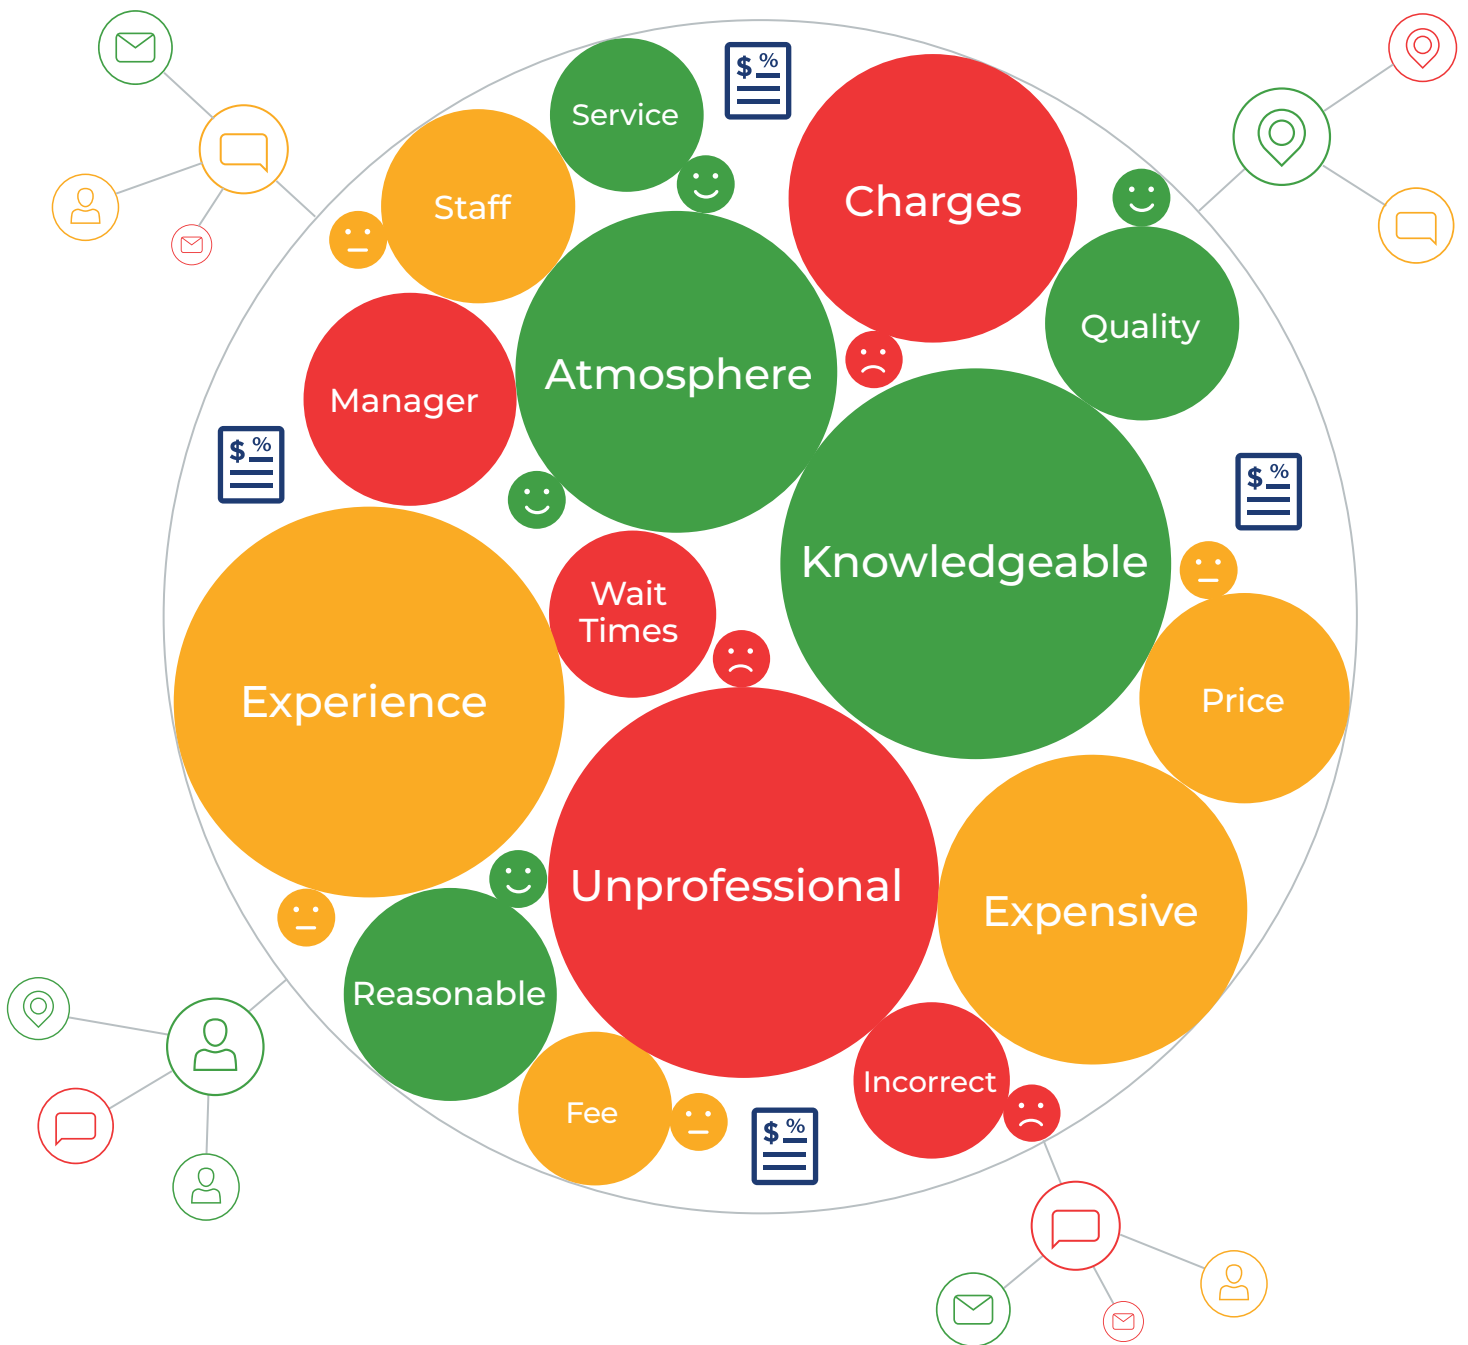 Service
$ %
Staff
Charges
Quality
Atmosphere
Manager
$ %
$ %
Knowledgeable
Wait
Times
Experience
Price
Unprofessional
Expensive
Reasonable
Incorrect
Fee
$ %